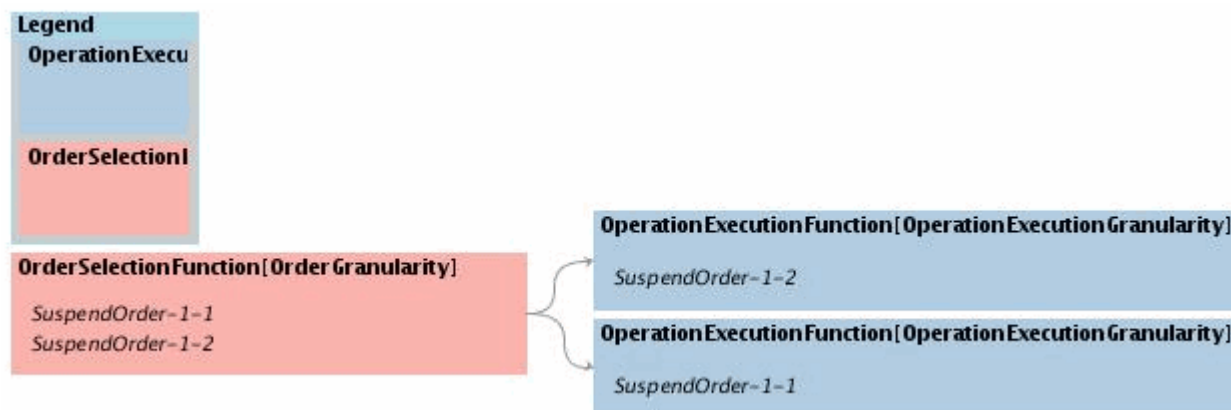 Legend
OperationExecu
OrderSelectionI
OrderSelectionFunction[OrderGranularity]
SuspendOrder-1-1
SuspendOrder-1-2
OperationExecutionFunction[OperationExecutionGranularity]
SuspendOrder-1-2
OperationExecutionFunction[OperationExecutionGranularity]
SuspendOrder-1-1